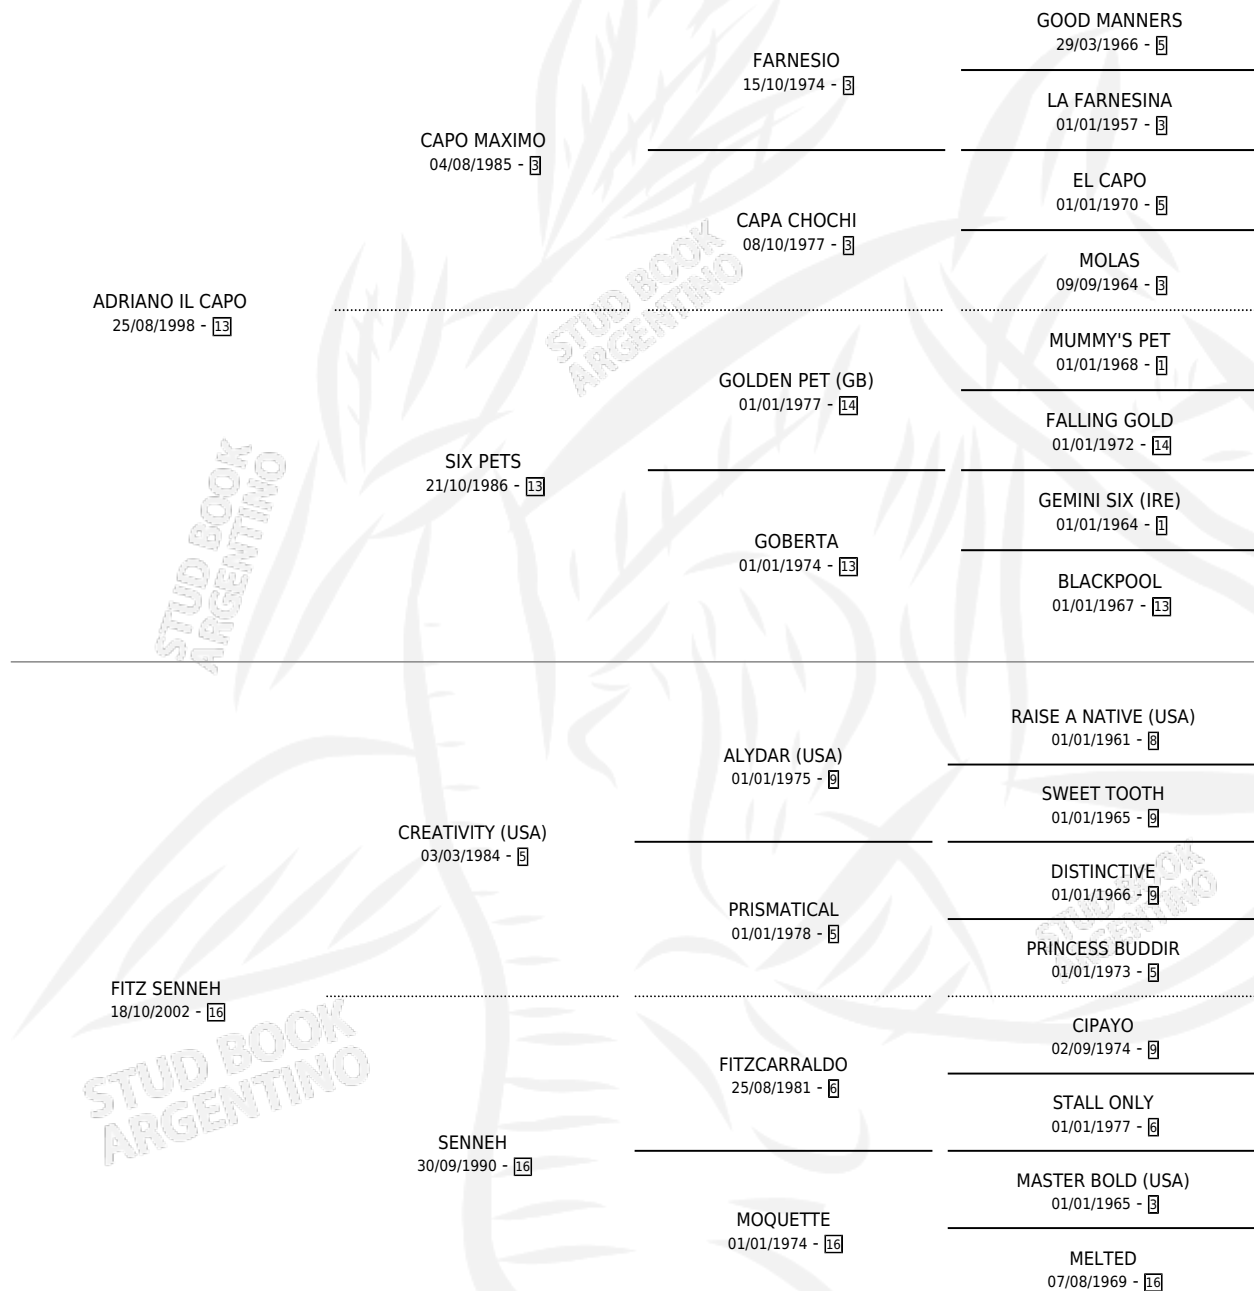 GOOD MANNERS
29/03/1966 - 5
FARNESIO
15/10/1974 - 3
LA FARNESINA
01/01/1957 - 3
CAPO MAXIMO
04/08/1985 - 3
EL CAPO
01/01/1970 - 5
CAPA CHOCHI
08/10/1977 - 3
MOLAS
09/09/1964 - 3
ADRIANO IL CAPO
25/08/1998 - 13
MUMMY'S PET
01/01/1968 - 1
GOLDEN PET (GB)
01/01/1977 - 14
FALLING GOLD
01/01/1972 - 14
SIX PETS
21/10/1986 - 13
GEMINI SIX (IRE)
01/01/1964 - 1
GOBERTA
01/01/1974 - 13
BLACKPOOL
01/01/1967 - 13
RAISE A NATIVE (USA)
01/01/1961 - 8
ALYDAR (USA)
01/01/1975 - 9
SWEET TOOTH
01/01/1965 - 9
CREATIVITY (USA)
03/03/1984 - 5
DISTINCTIVE
01/01/1966 - 9
PRISMATICAL
01/01/1978 - 5
PRINCESS BUDDIR
01/01/1973 - 5
FITZ SENNEH
18/10/2002 - 16
CIPAYO
02/09/1974 - 9
FITZCARRALDO
25/08/1981 - 6
STALL ONLY
01/01/1977 - 6
SENNEH
30/09/1990 - 16
MASTER BOLD (USA)
01/01/1965 - 3
MOQUETTE
01/01/1974 - 16
MELTED
07/08/1969 - 16
STUD BOOK
ARGENTINO
STUD BOOK
ARGENTINO
STUD BOOK
ARGENTINO
STUD BOOK
ARGENTINO